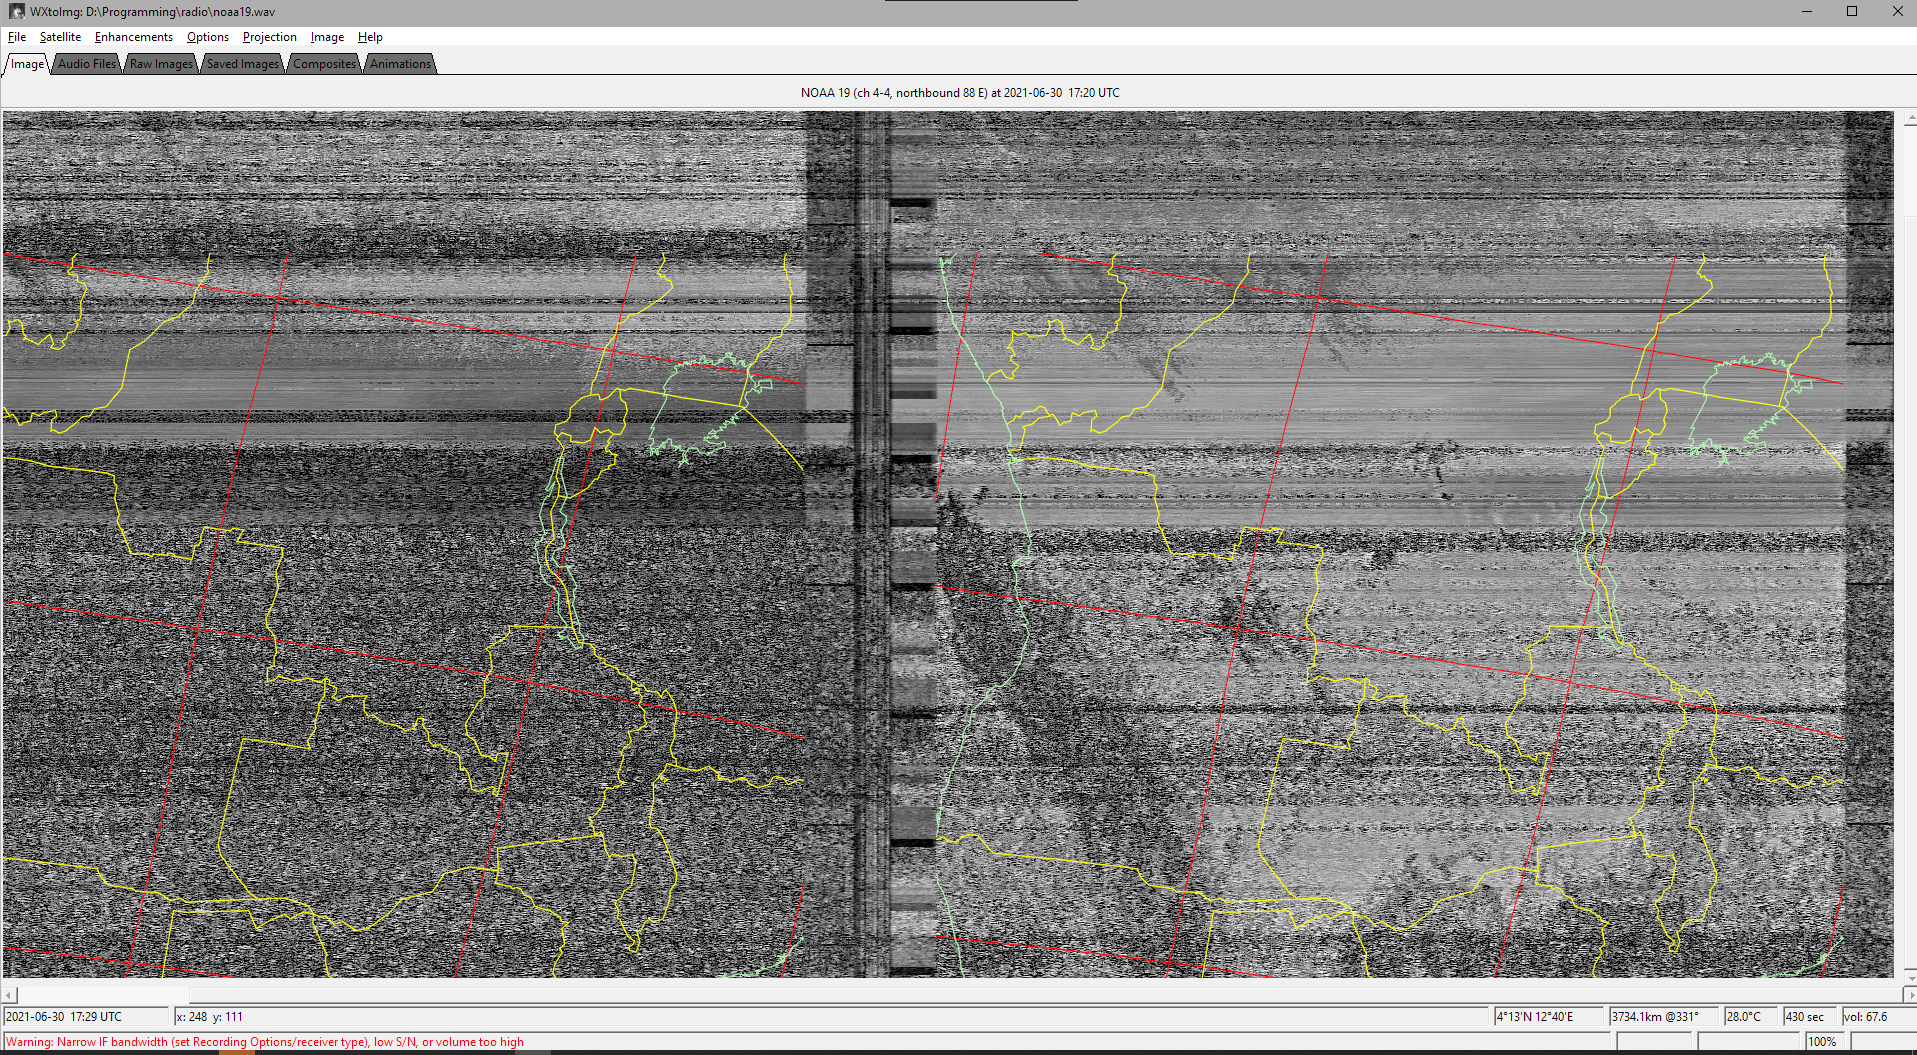 WXtoImg: D:\Programming\radio\noaa19.wav
File Satellite Enhancements Options Projection Image Help
Image Audio Files Raw Images Saved Images Composites Animations
NOAA 19 (ch 4-4, northbound 88 E) at 2021-06-30 17:20 UTC
2021-06-30 17:29 UTC x: 248 y: 111 4°13'N 12°40'E 3734.1km @331° 28.0°C 430 sec vol: 67.6
Warning: Narrow IF bandwidth (set Recording Options/receiver type), low S/N, or volume too high 100%